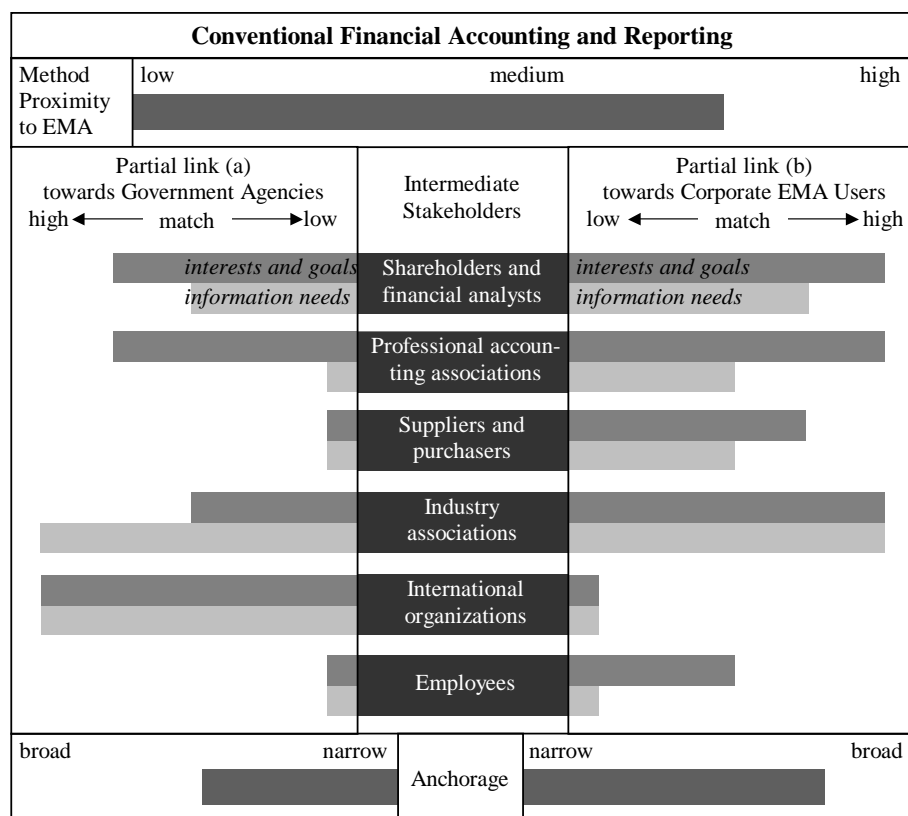 Conventional Financial Accounting and Reporting
Method
Proximity
to EMA
low medium high
Partial link (a)
towards Government Agencies
high match low
Intermediate
Stakeholders
Partial link (b)
towards Corporate EMA Users
low match high
interests and goals
information needs
Shareholders and
financial analysts
interests and goals
information needs
Professional accoun-
ting associations
Suppliers and
purchasers
Industry
associations
International
organizations
Employees
broad narrow
Anchorage
narrow broad